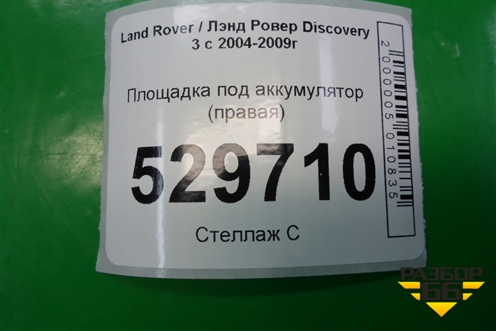 Land Rover / Лэнд Ровер Discovery
3 с 2004-2009г
Площадка под аккумулятор
(правая)
529710
Стеллаж С
2000005010835
РАЗБОР
66